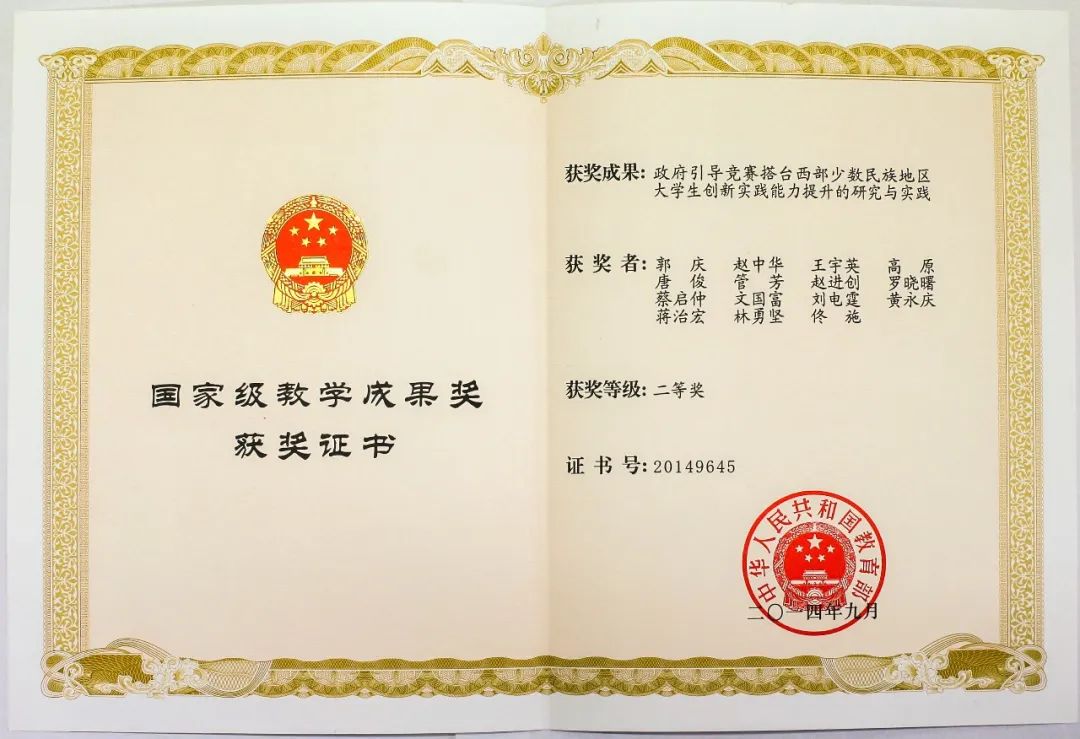 国家级教学成果奖
获奖证书
获奖成果: 政府引导竞赛搭台西部少数民族地区
大学生创新实践能力提升的研究与实践
获奖者: 郭庆 赵中华 王宇英 高原
唐俊 管芳 赵进创 罗晓曙
蔡启仲 文国富 刘电霆 黄永庆
蒋治宏 林勇坚 佟施
获奖等级: 二等奖
证书号: 20149645
中华人民共和国教育部
二〇一四年九月